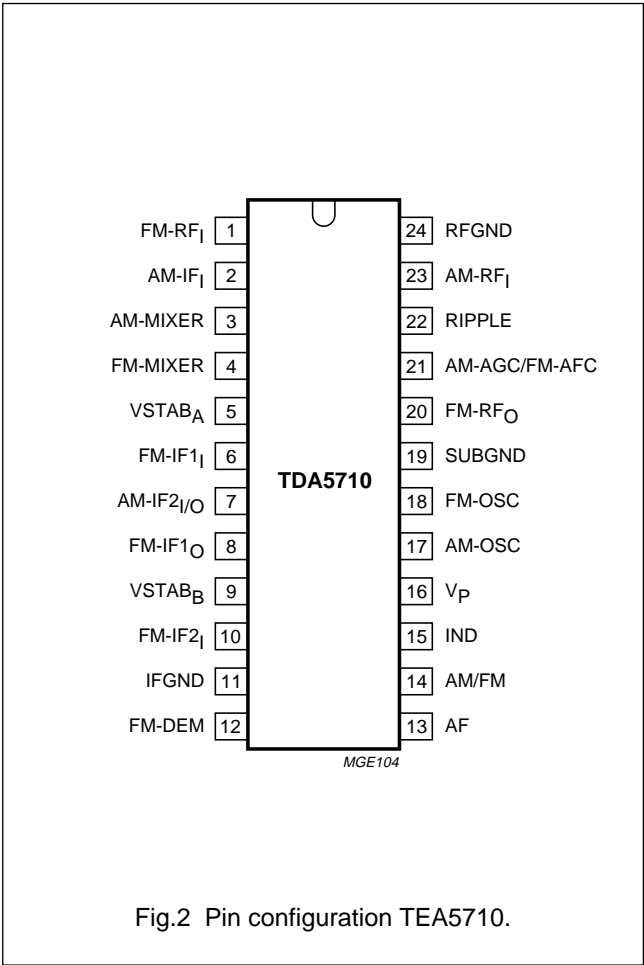 FM-RFI 1 24 RFGND
AM-IFI 2 23 AM-RFI
AM-MIXER 3 22 RIPPLE
FM-MIXER 4 21 AM-AGC/FM-AFC
VSTABA 5 20 FM-RFO
FM-IF1I 6 19 SUBGND
TDA5710
AM-IF2I/O 7 18 FM-OSC
FM-IF1O 8 17 AM-OSC
VSTABB 9 16 VP
FM-IF2I 10 15 IND
IFGND 11 14 AM/FM
FM-DEM 12 13 AF
MGE104
Fig.2 Pin configuration TEA5710.